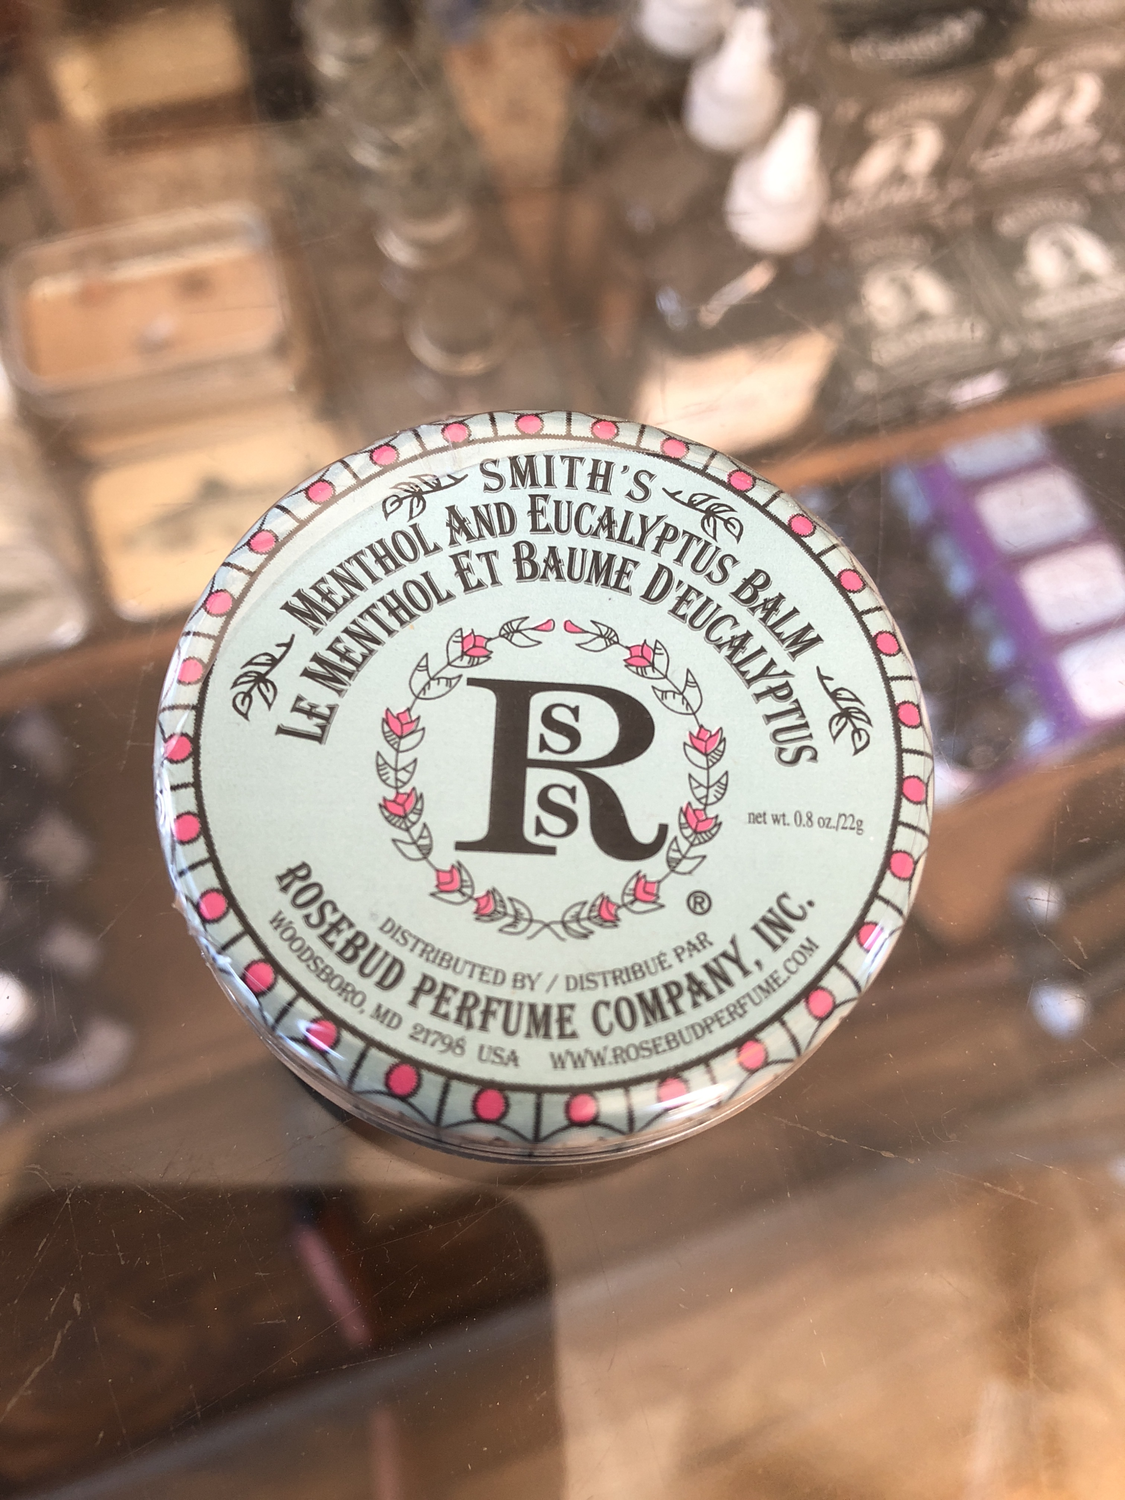 SMITH'S
MENTHOL AND EUCALYPTUS BALM
LE MENTHOL ET BAUME D'EUCALYPTUS
R
S
S
net wt. 0.8 oz./22g
®
DISTRIBUTED BY / DISTRIBUÉ PAR
ROSEBUD PERFUME COMPANY, INC.
WOODSBORO, MD 21798 USA WWW.ROSEBUDPERFUME.COM